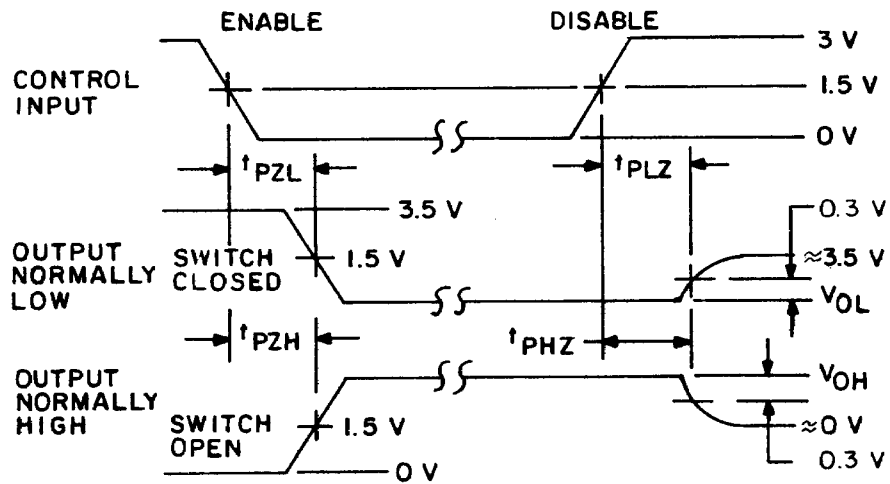 ENABLE
DISABLE
CONTROL
INPUT
3 V
1.5 V
0 V
tPZL
tPLZ
3.5 V
0.3 V
OUTPUT
NORMALLY
LOW
SWITCH
CLOSED
1.5 V
≈3.5 V
VOL
tPZH
tPHZ
OUTPUT
NORMALLY
HIGH
SWITCH
OPEN
1.5 V
0 V
VOH
≈0 V
0.3 V